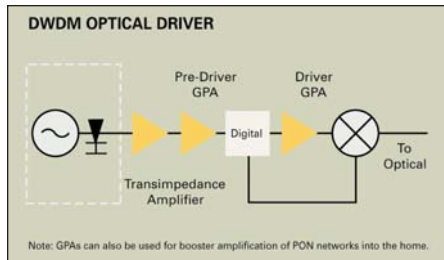 DWDM OPTICAL DRIVER
Pre-Driver
GPA
Driver
GPA
Digital
To
Optical
Transimpedance
Amplifier
Note: GPAs can also be used for booster amplification of PON networks into the home.